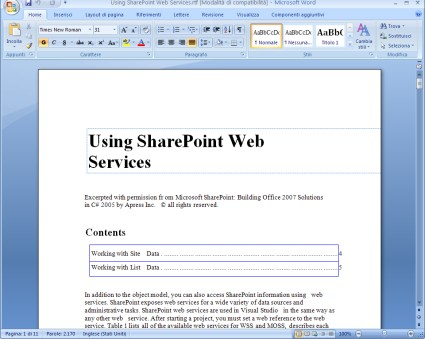 Using SharePoint Web Services.rtf [Modalità di compatibilità] - Microsoft Word
Home Inserisci Layout di pagina Riferimenti Lettere Revisione Visualizza Componenti aggiuntivi
Times New Roman 31
AaBbCcDc AaBbCcDc AaBbC
Trova
Sostituisci
Seleziona
Incolla
¶ Normale ¶ Nessuna... Titolo 1
Cambia stili
Appunti Carattere Paragrafo Stili Modifica
Using SharePoint Web
Services
Excerpted with permission fr om Microsoft SharePoint: Building Office 2007 Solutions
in C# 2005 by Apress Inc. © all rights reserved.
Contents
Working with Site Data 4
Working with List Data 5
In addition to the object model, you can also access SharePoint information using web
services. SharePoint exposes web services for a wide variety of data sources and
administrative tasks. SharePoint web services are used in Visual Studio in the same way as
any other web service. After starting a project, you must set a web reference to the web
service. Table 1 lists all of the available web services for WSS and MOSS, describes each
Pagina: 1 di 11 Parole: 2.170 Inglese (Stati Uniti) 100%